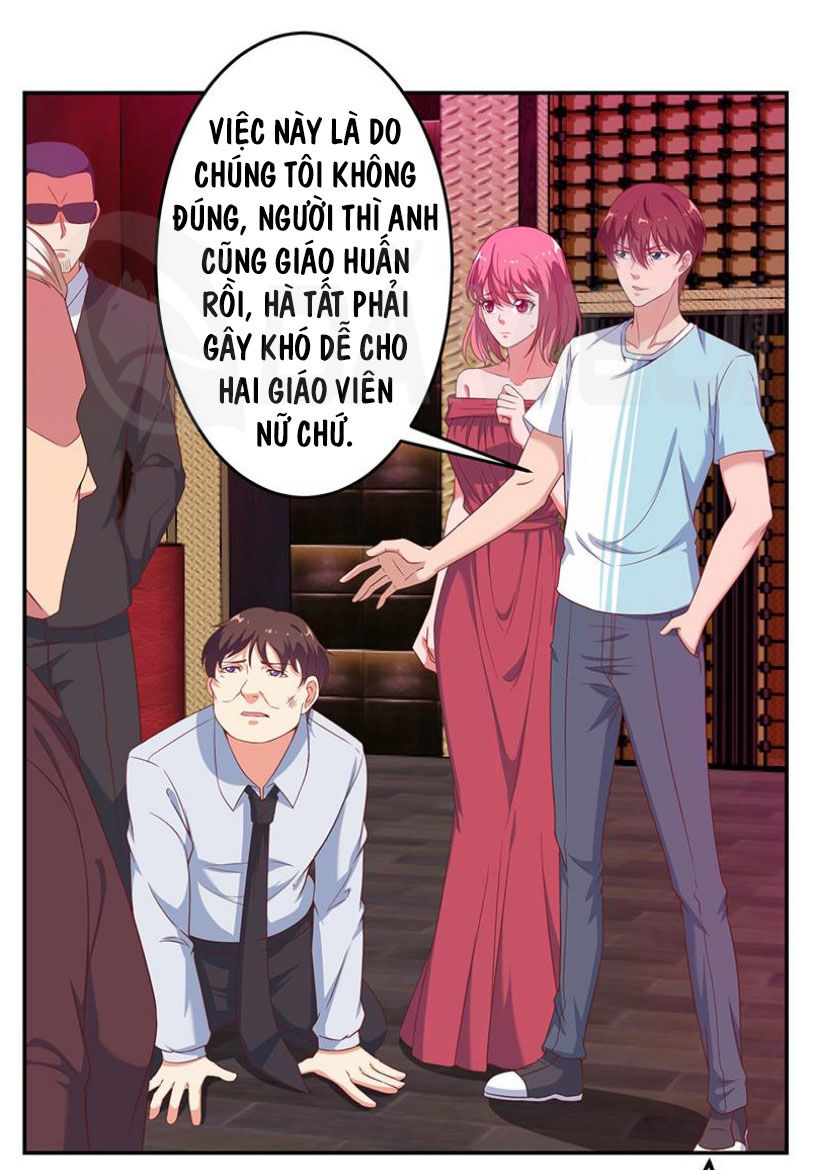 VIỆC NÀY LÀ DO
CHÚNG TÔI KHÔNG
ĐÚNG, NGƯỜI THÌ ANH
CŨNG GIÁO HUẤN
RỒI, HÀ TẤT PHẢI
GÂY KHÓ DỄ CHO
HAI GIÁO VIÊN
NỮ CHỨ.